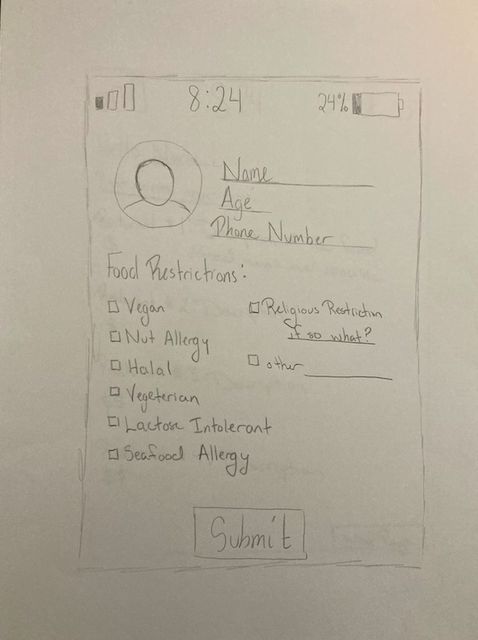 8:24
24%
Name
Age
Phone Number
Food Restrictions:
Vegan
Nut Allergy
Halal
Vegeterian
Lactose Intolerant
Seafood Allergy
Religious Restriction
if so what?
other
Submit